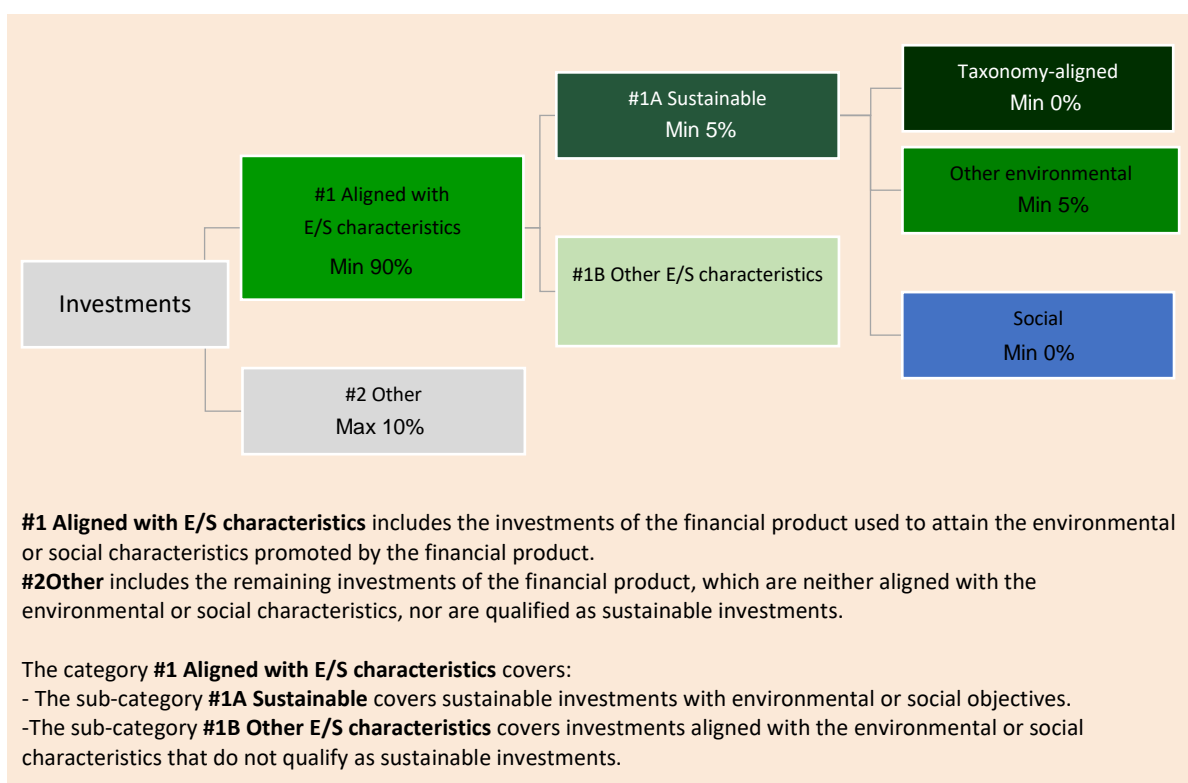 Investments
#1 Aligned with
E/S characteristics
Min 90%
#2 Other
Max 10%
#1A Sustainable
Min 5%
#1B Other E/S characteristics
Taxonomy-aligned
Min 0%
Other environmental
Min 5%
Social
Min 0%
#1 Aligned with E/S characteristics includes the investments of the financial product used to attain the environmental
or social characteristics promoted by the financial product.
#2Other includes the remaining investments of the financial product, which are neither aligned with the
environmental or social characteristics, nor are qualified as sustainable investments.
The category #1 Aligned with E/S characteristics covers:
- The sub-category #1A Sustainable covers sustainable investments with environmental or social objectives.
-The sub-category #1B Other E/S characteristics covers investments aligned with the environmental or social
characteristics that do not qualify as sustainable investments.